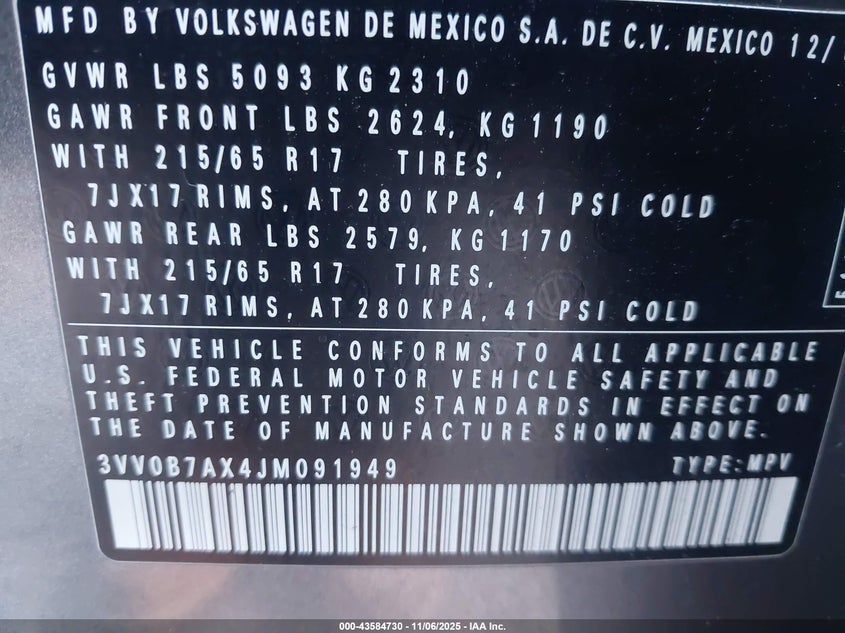 MFD BY VOLKSWAGEN DE MEXICO S.A. DE C.V. MEXICO 12/
GVWR LBS 5093 KG 2310
GAWR FRONT LBS 2624, KG 1190
WITH 215/65 R17 TIRES,
7JX17 RIMS, AT 280 KPA, 41 PSI COLD
GAWR REAR LBS 2579, KG 1170
WITH 215/65 R17 TIRES,
7JX17 RIMS, AT 280 KPA, 41 PSI COLD
THIS VEHICLE CONFORMS TO ALL APPLICABLE
U.S. FEDERAL MOTOR VEHICLE SAFETY AND
THEFT PREVENTION STANDARDS IN EFFECT ON
THE DATE OF MANUFACTURE SHOWN ABOVE.
3VV0B7AX4JM091949 TYPE:MPV
000-43584730 - 11/06/2025 - IAA Inc.